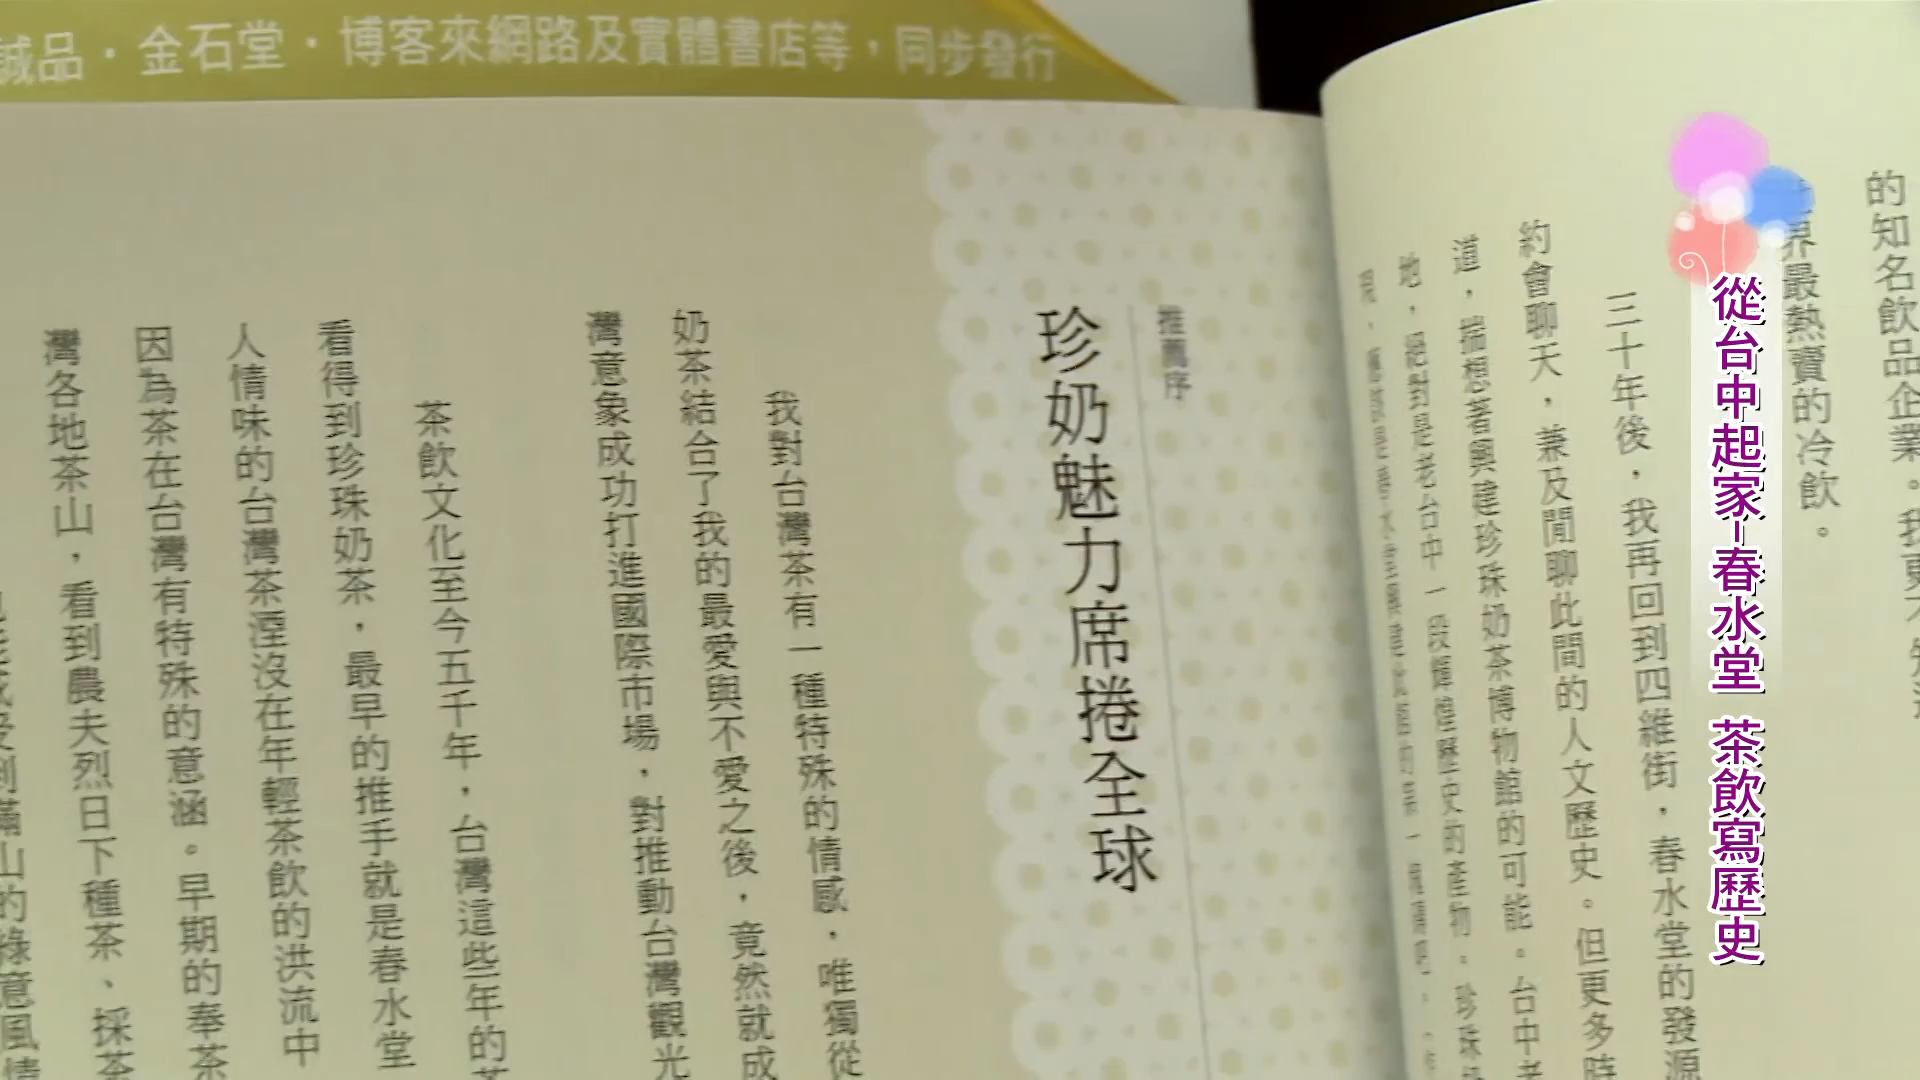 誠品·金石堂·博客來網路及實體書店等，同步發行
的知名飲品企業。我更不知道
界最熱賣的冷飲。
三十年後，我再回到四維街，春水堂的發源
約會聊天，兼及閒聊此間的人文歷史。但更多時
道，揣想著興建珍珠奶茶博物館的可能。台中老
地，絕對是老台中一段輝煌歷史的產物。珍珠
推薦序
珍奶魅力席捲全球
我對台灣茶有一種特殊的情感，唯獨從
奶茶結合了我的最愛與不愛之後，竟然就成
灣意象成功打進國際市場，對推動台灣觀光
茶飲文化至今五千年，台灣這些年的茶
看得到珍珠奶茶，最早的推手就是春水堂
人情味的台灣茶湮沒在年輕茶飲的洪流中
因為茶在台灣有特殊的意涵。早期的奉茶
灣各地茶山，看到農夫烈日下種茶、採茶
滿山的綠意風情
從台中起家-春水堂 茶飲寫歷史